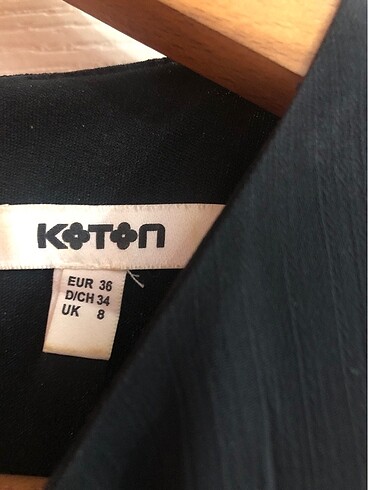 KOTON
EUR 36
D/CH 34
UK 8